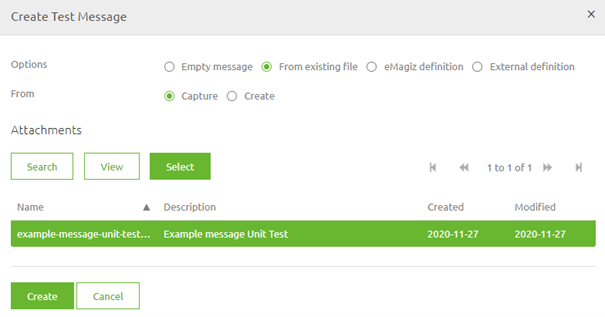 Create Test Message ×
Options Empty message From existing file eMagiz definition External definition
From Capture Create
Attachments
Search View Select 1 to 1 of 1
Name ▲ Description Created Modified
example-message-unit-test... Example message Unit Test 2020-11-27 2020-11-27
Create Cancel